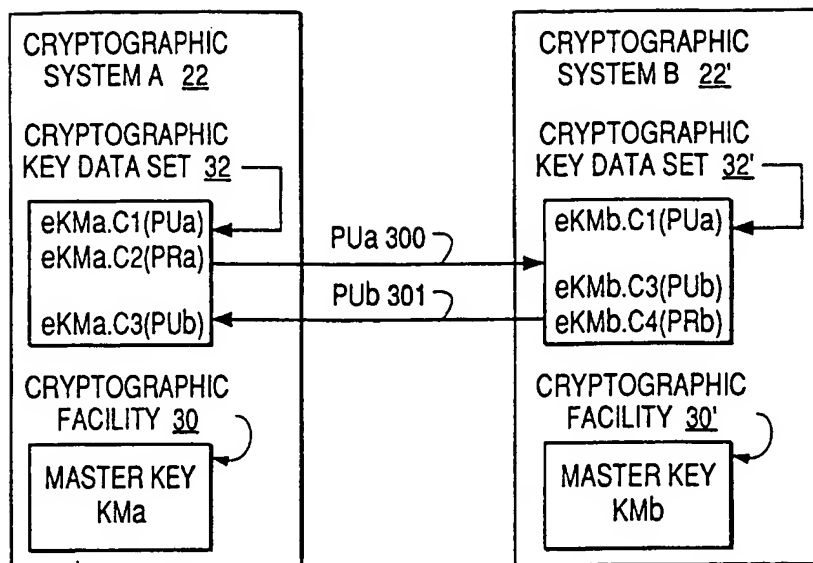 CRYPTOGRAPHIC
SYSTEM A 22
CRYPTOGRAPHIC
KEY DATA SET 32
eKMa.C1(PUa)
eKMa.C2(PRa)
eKMa.C3(PUb)
CRYPTOGRAPHIC
FACILITY 30
MASTER KEY
KMa
PUa 300
PUb 301
CRYPTOGRAPHIC
SYSTEM B 22'
CRYPTOGRAPHIC
KEY DATA SET 32'
eKMb.C1(PUa)
eKMb.C3(PUb)
eKMb.C4(PRb)
CRYPTOGRAPHIC
FACILITY 30'
MASTER KEY
KMb